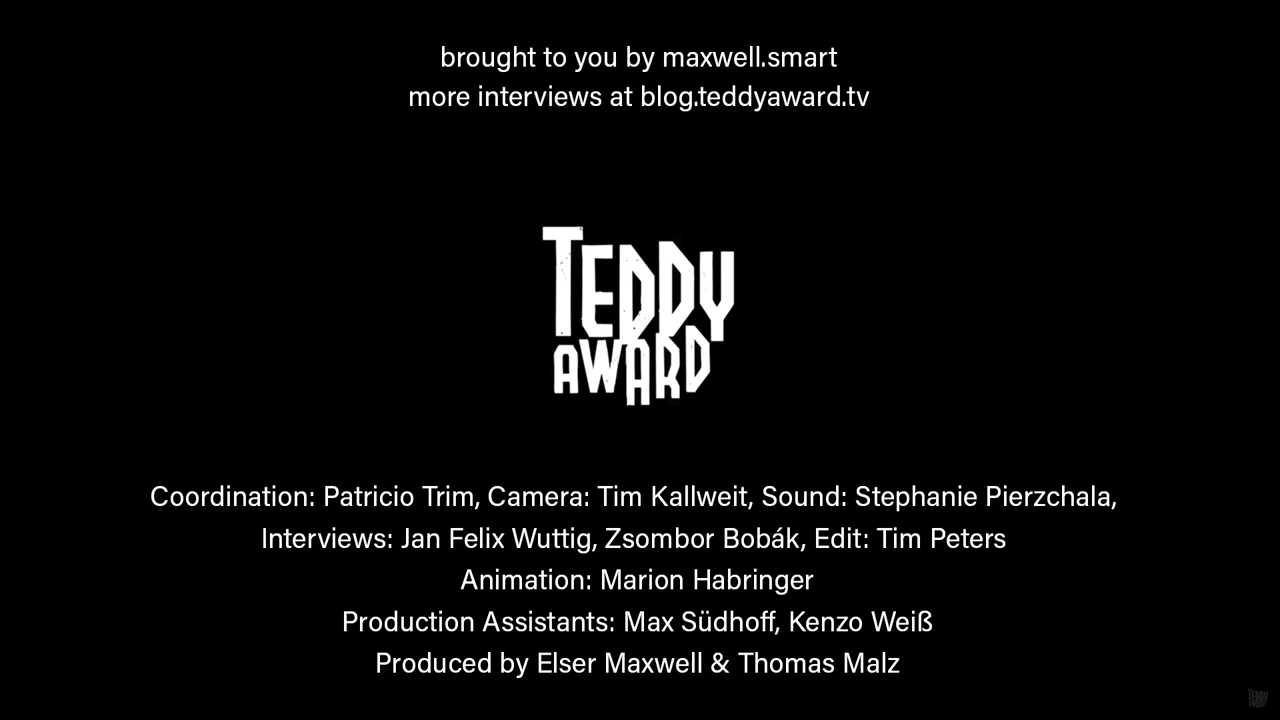 brought to you by maxwell.smart
more interviews at blog.teddyaward.tv
TEDDY
AWARD
Coordination: Patricio Trim, Camera: Tim Kallweit, Sound: Stephanie Pierzchala,
Interviews: Jan Felix Wuttig, Zsombor Bobák, Edit: Tim Peters
Animation: Marion Habringer
Production Assistants: Max Südhoff, Kenzo Weiß
Produced by Elser Maxwell & Thomas Malz
TEDDY
AWARD